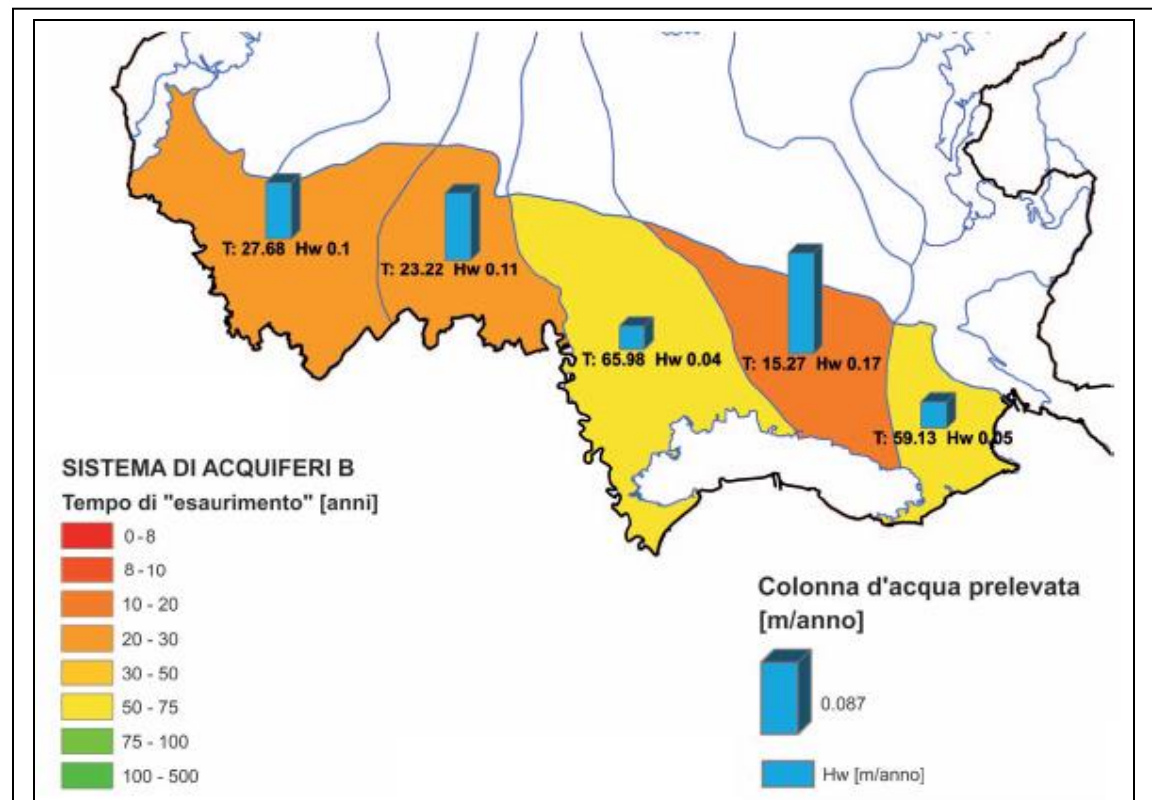 T: 27.68 Hw 0.1
T: 23.22 Hw 0.11
T: 65.98 Hw 0.04
T: 15.27 Hw 0.17
T: 59.13 Hw 0.05
SISTEMA DI ACQUIFERI B
Tempo di "esaurimento" [anni]
0 - 8
8 - 10
10 - 20
20 - 30
30 - 50
50 - 75
75 - 100
100 - 500
Colonna d'acqua prelevata
[m/anno]
0.087
Hw [m/anno]